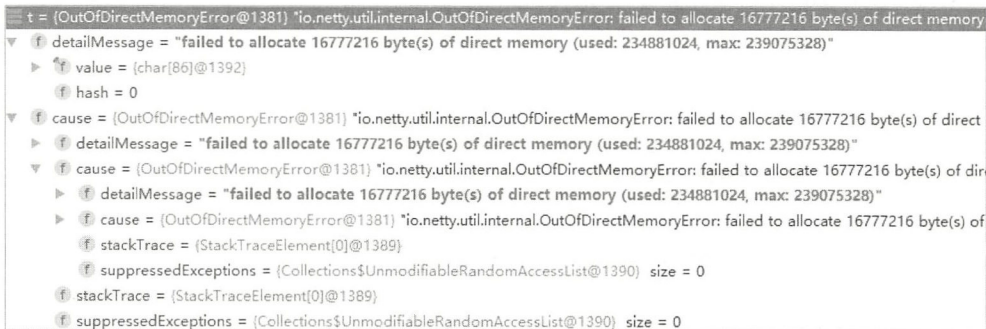 t = {OutOfDirectMemoryError@1381} "io.netty.util.internal.OutOfDirectMemoryError: failed to allocate 16777216 byte(s) of direct memory
f detailMessage = "failed to allocate 16777216 byte(s) of direct memory (used: 234881024, max: 239075328)"
f value = {char[86]@1392}
f hash = 0
f cause = {OutOfDirectMemoryError@1381} "io.netty.util.internal.OutOfDirectMemoryError: failed to allocate 16777216 byte(s) of direct
f detailMessage = "failed to allocate 16777216 byte(s) of direct memory (used: 234881024, max: 239075328)"
f cause = {OutOfDirectMemoryError@1381} "io.netty.util.internal.OutOfDirectMemoryError: failed to allocate 16777216 byte(s) of dire
f detailMessage = "failed to allocate 16777216 byte(s) of direct memory (used: 234881024, max: 239075328)"
f cause = {OutOfDirectMemoryError@1381} "io.netty.util.internal.OutOfDirectMemoryError: failed to allocate 16777216 byte(s) of
f stackTrace = {StackTraceElement[0]@1389}
f suppressedExceptions = {Collections$UnmodifiableRandomAccessList@1390} size = 0
f stackTrace = {StackTraceElement[0]@1389}
f suppressedExceptions = {Collections$UnmodifiableRandomAccessList@1390} size = 0